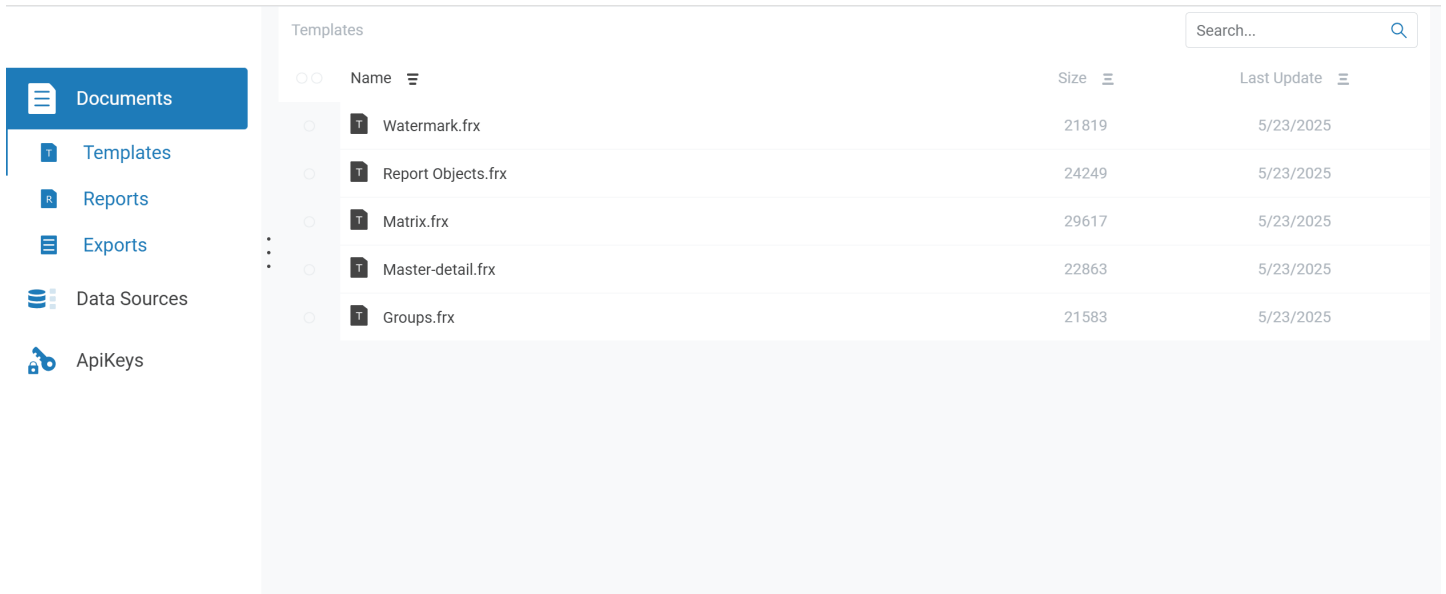 Templates
Search...
Name
Size
Last Update
Documents
Templates
Reports
Exports
Data Sources
ApiKeys
T Watermark.frx 21819 5/23/2025
T Report Objects.frx 24249 5/23/2025
T Matrix.frx 29617 5/23/2025
T Master-detail.frx 22863 5/23/2025
T Groups.frx 21583 5/23/2025
T
R